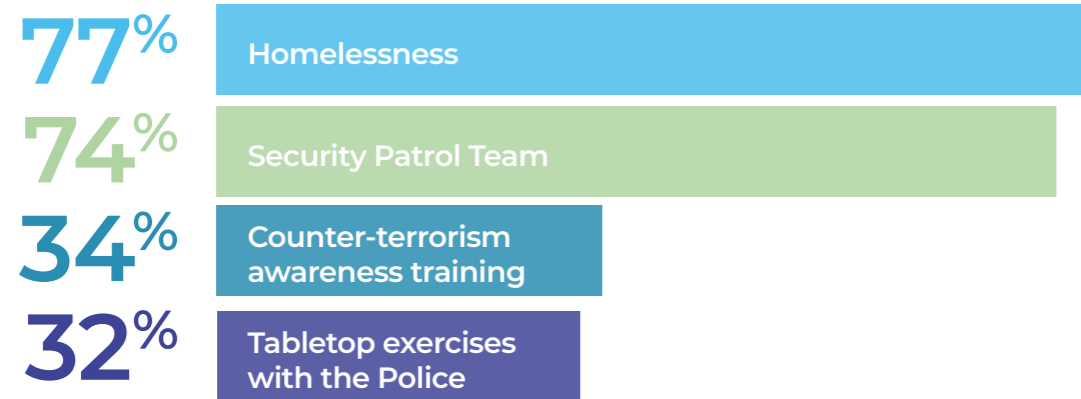 77%
Homelessness
74%
Security Patrol Team
34%
Counter-terrorism
awareness training
32%
Tabletop exercises
with the Police